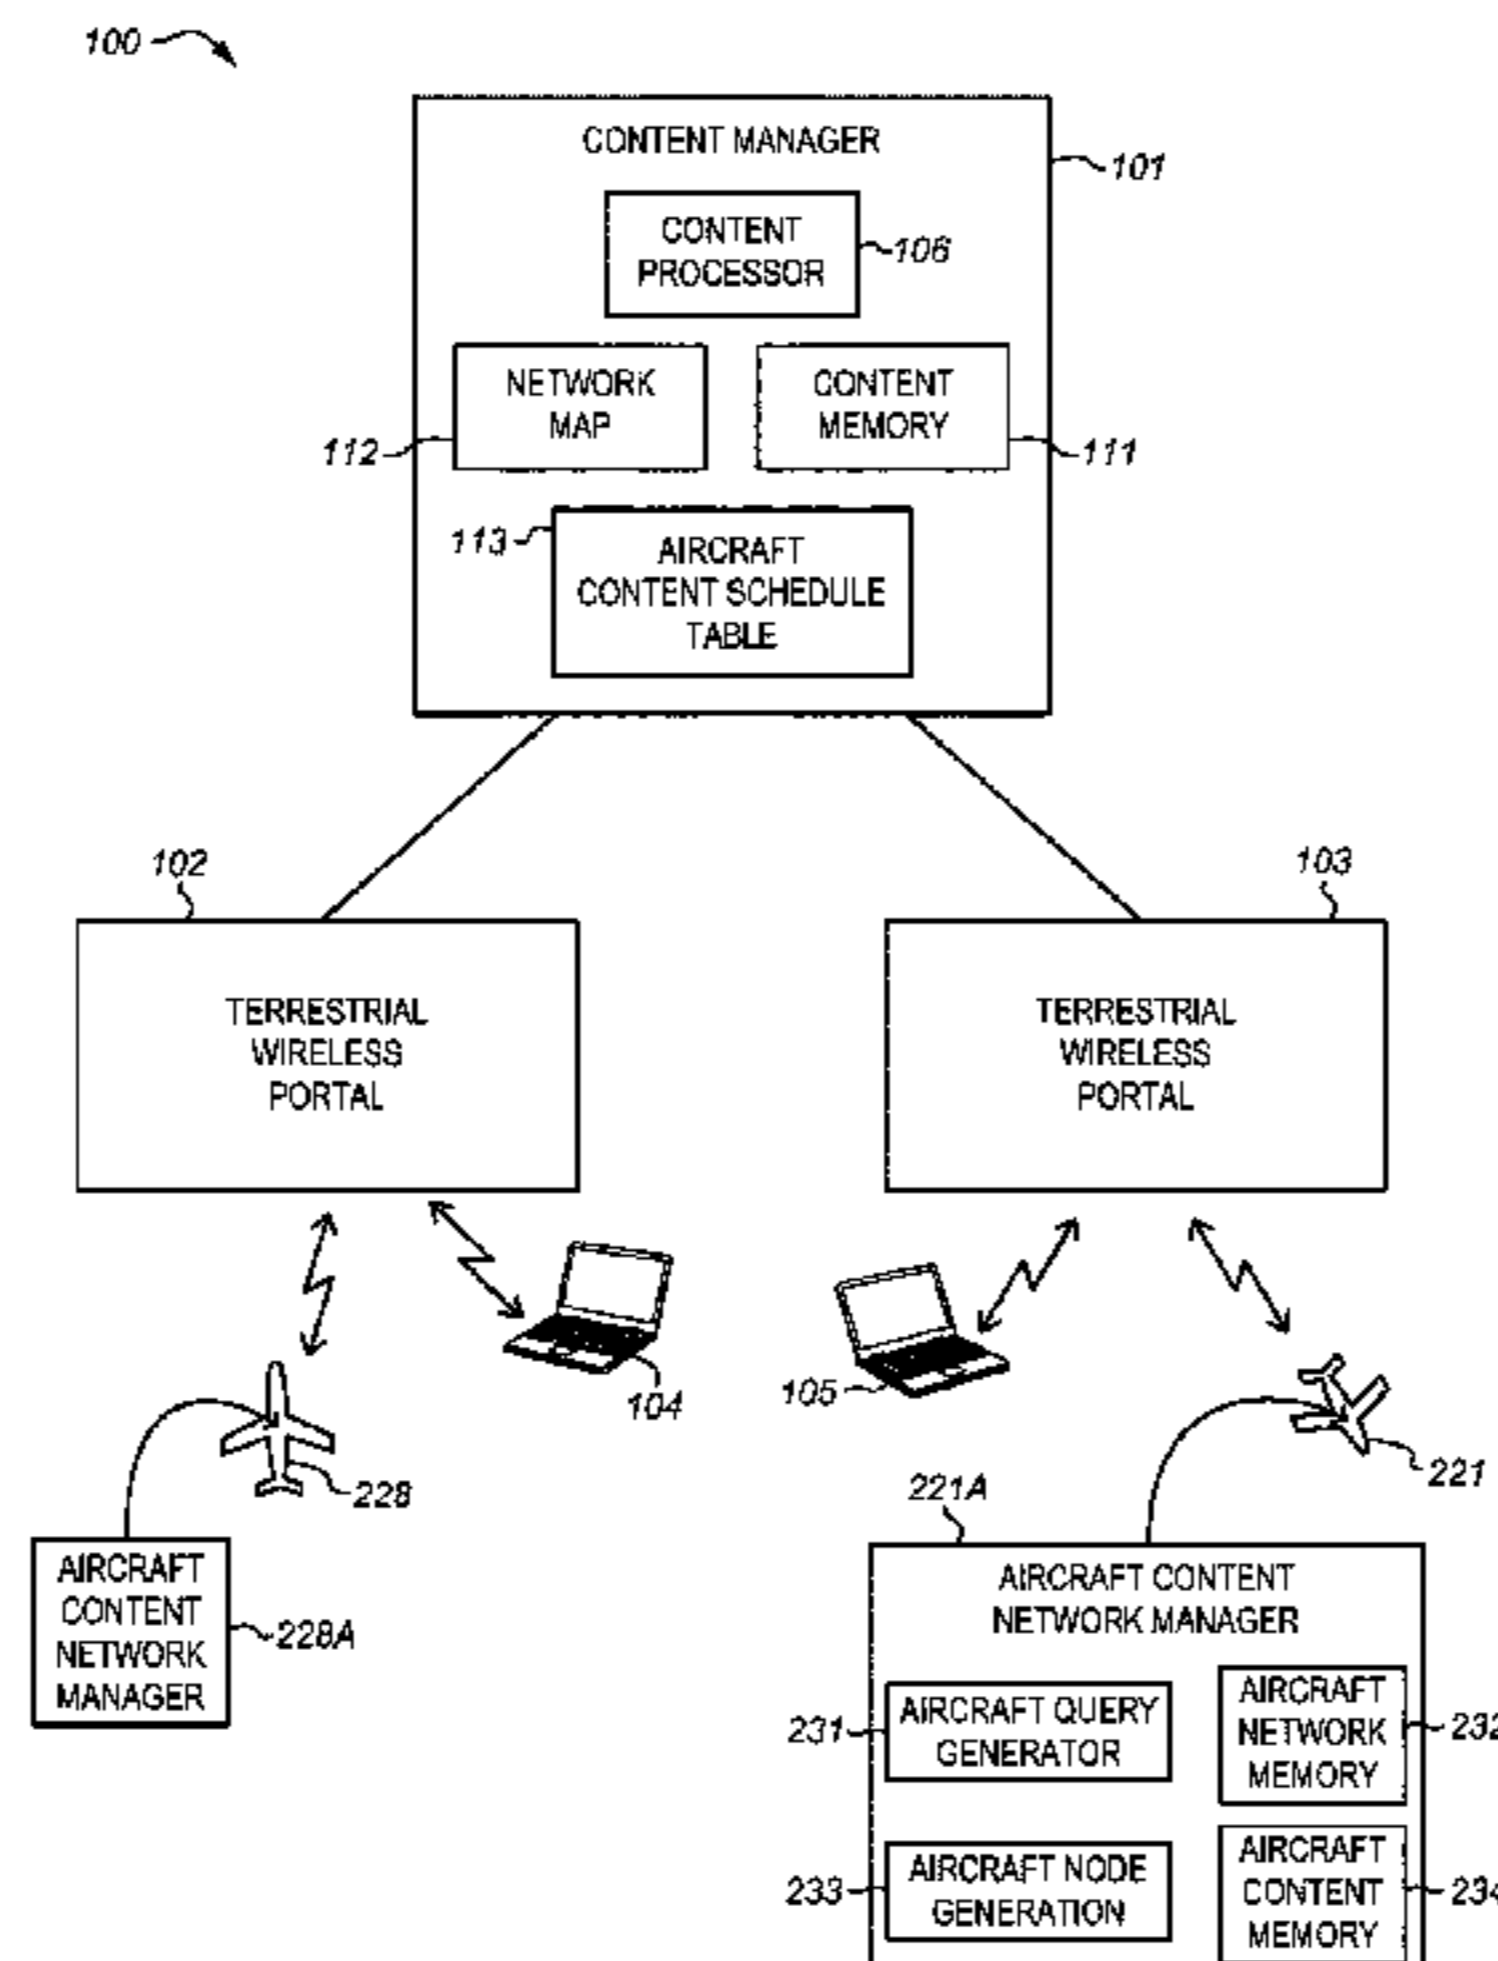 100
CONTENT MANAGER
101
CONTENT
PROCESSOR
106
NETWORK
MAP
112
CONTENT
MEMORY
111
113
AIRCRAFT
CONTENT SCHEDULE
TABLE
102
103
TERRESTRIAL
WIRELESS
PORTAL
TERRESTRIAL
WIRELESS
PORTAL
104
105
228
221
221A
AIRCRAFT
CONTENT
NETWORK
MANAGER
228A
AIRCRAFT CONTENT
NETWORK MANAGER
231
AIRCRAFT QUERY
GENERATOR
AIRCRAFT
NETWORK
MEMORY
232
233
AIRCRAFT NODE
GENERATION
AIRCRAFT
CONTENT
MEMORY
234